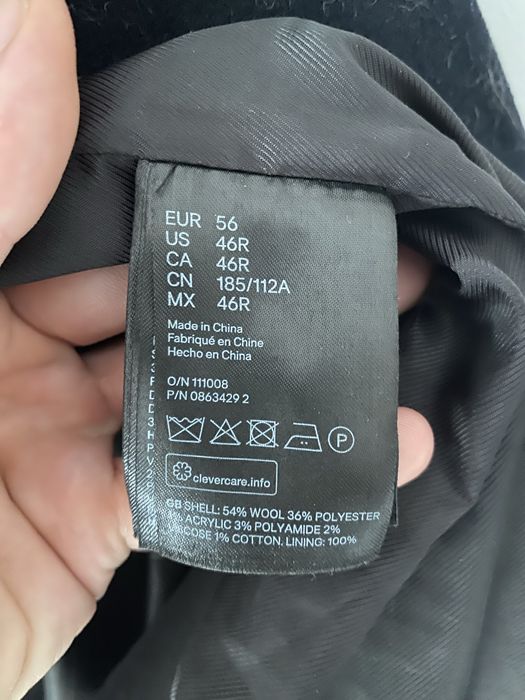 EUR 56
US 46R
CA 46R
CN 185/112A
MX 46R
Made in China
Fabriqué en Chine
Hecho en China
O/N 111008
P/N 0863429 2
P
clevercare.info
GB SHELL: 54% WOOL 36% POLYESTER
ACRYLIC 3% POLYAMIDE 2%
1% COTTON. LINING: 100%